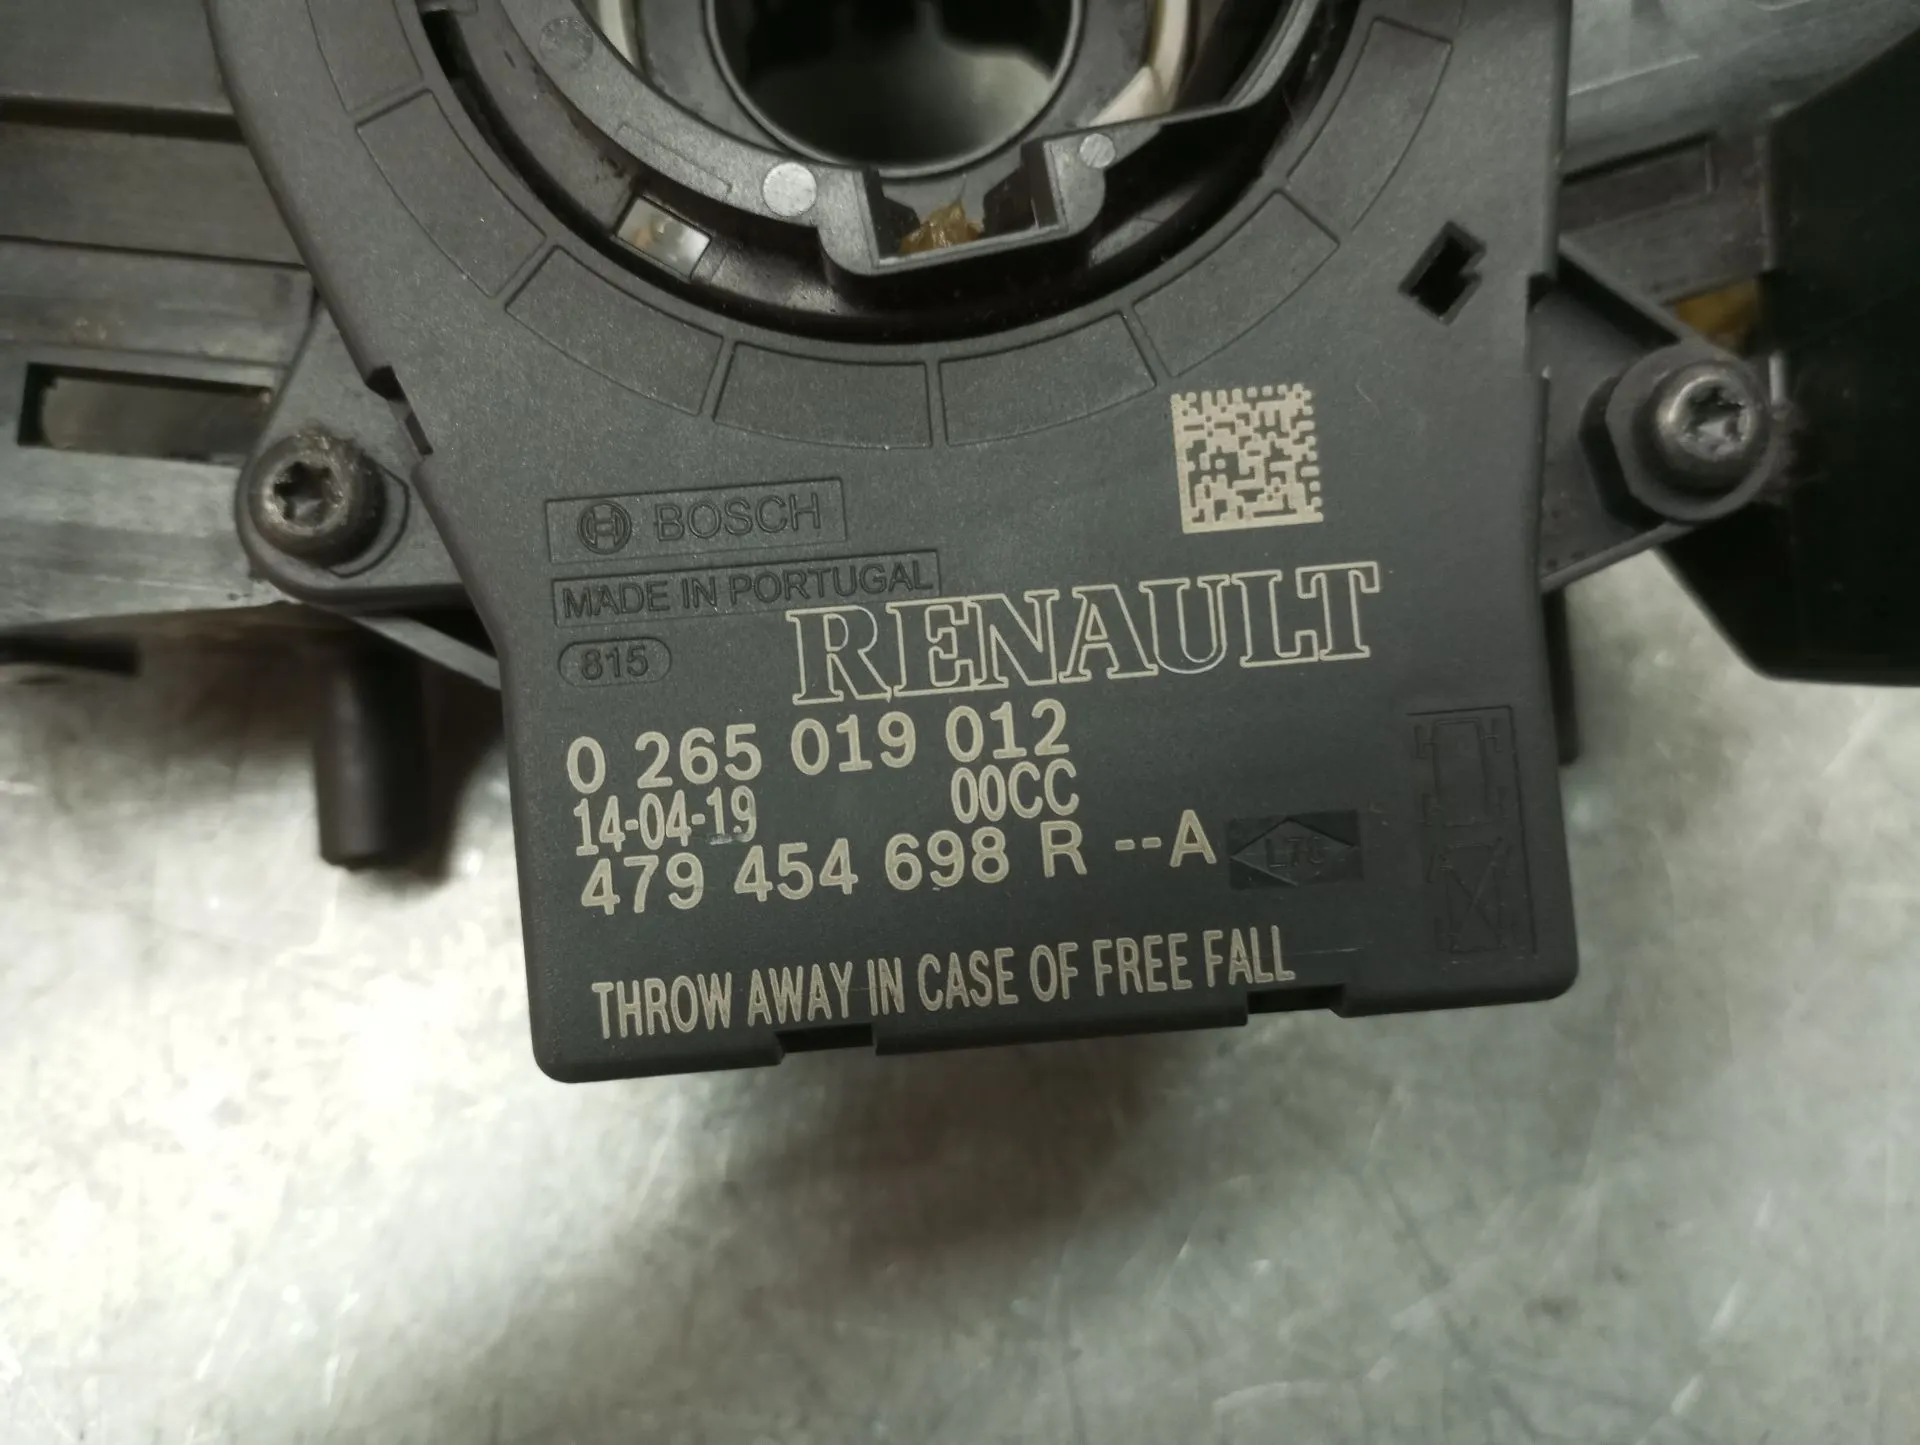 BOSCH
MADE IN PORTUGAL
815
RENAULT
0 265 019 012
14-04-19 00CC
479 454 698 R --A
THROW AWAY IN CASE OF FREE FALL